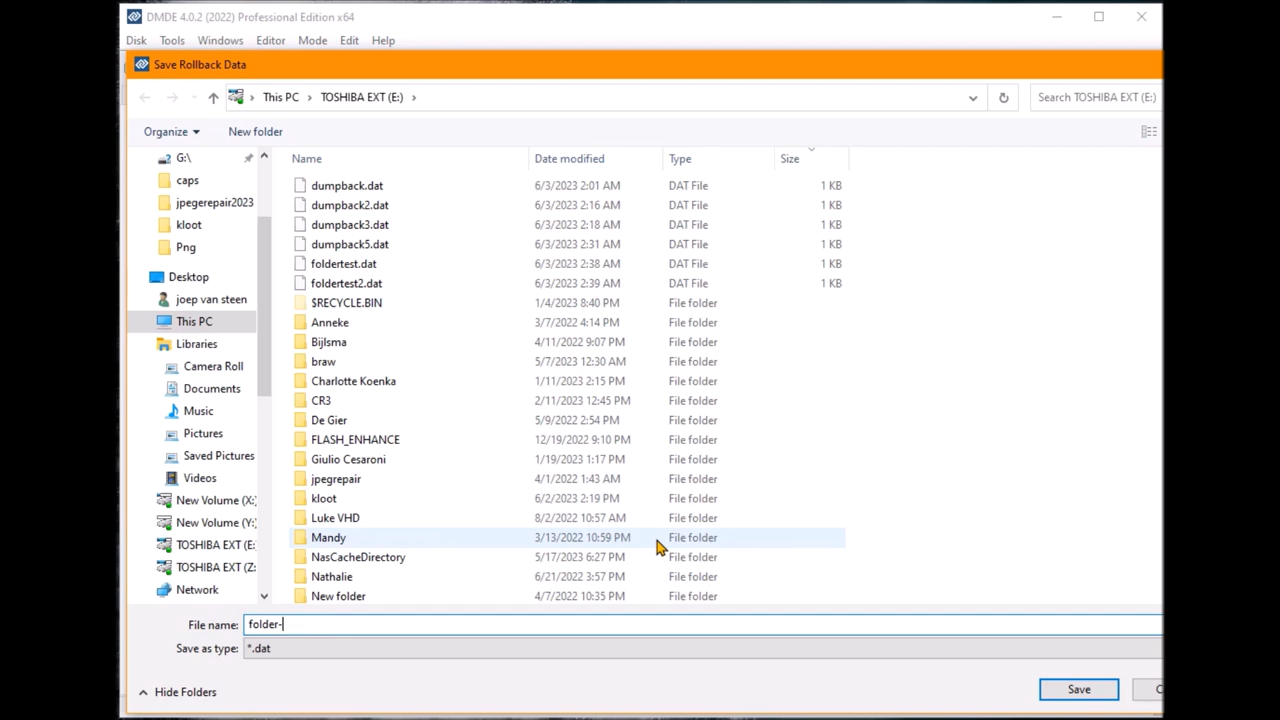 DMDE 4.0.2 (2022) Professional Edition x64
Disk Tools Windows Editor Mode Edit Help
Save Rollback Data
This PC > TOSHIBA EXT (E:) >
Search TOSHIBA EXT (E:)
Organize New folder
Name Date modified Type Size
G:\
caps
jpegerepair2023
kloot
Png
Desktop
joep van steen
This PC
Libraries
Camera Roll
Documents
Music
Pictures
Saved Pictures
Videos
New Volume (X:
New Volume (Y:
TOSHIBA EXT (E:
TOSHIBA EXT (Z:
Network
dumpback.dat 6/3/2023 2:01 AM DAT File 1 KB
dumpback2.dat 6/3/2023 2:16 AM DAT File 1 KB
dumpback3.dat 6/3/2023 2:18 AM DAT File 1 KB
dumpback5.dat 6/3/2023 2:31 AM DAT File 1 KB
foldertest.dat 6/3/2023 2:38 AM DAT File 1 KB
foldertest2.dat 6/3/2023 2:39 AM DAT File 1 KB
$RECYCLE.BIN 1/4/2023 8:40 PM File folder
Anneke 3/7/2022 4:14 PM File folder
Bijlsma 4/11/2022 9:07 PM File folder
braw 5/7/2023 12:30 AM File folder
Charlotte Koenka 1/11/2023 2:15 PM File folder
CR3 2/11/2023 12:45 PM File folder
De Gier 5/9/2022 2:54 PM File folder
FLASH_ENHANCE 12/19/2022 9:10 PM File folder
Giulio Cesaroni 1/19/2023 1:17 PM File folder
jpegrepair 4/1/2022 1:43 AM File folder
kloot 6/2/2023 2:19 PM File folder
Luke VHD 8/2/2022 10:57 AM File folder
Mandy 3/13/2022 10:59 PM File folder
NasCacheDirectory 5/17/2023 6:27 PM File folder
Nathalie 6/21/2022 3:57 PM File folder
New folder 4/7/2022 10:35 PM File folder
File name: folder-
Save as type: *.dat
Hide Folders
Save